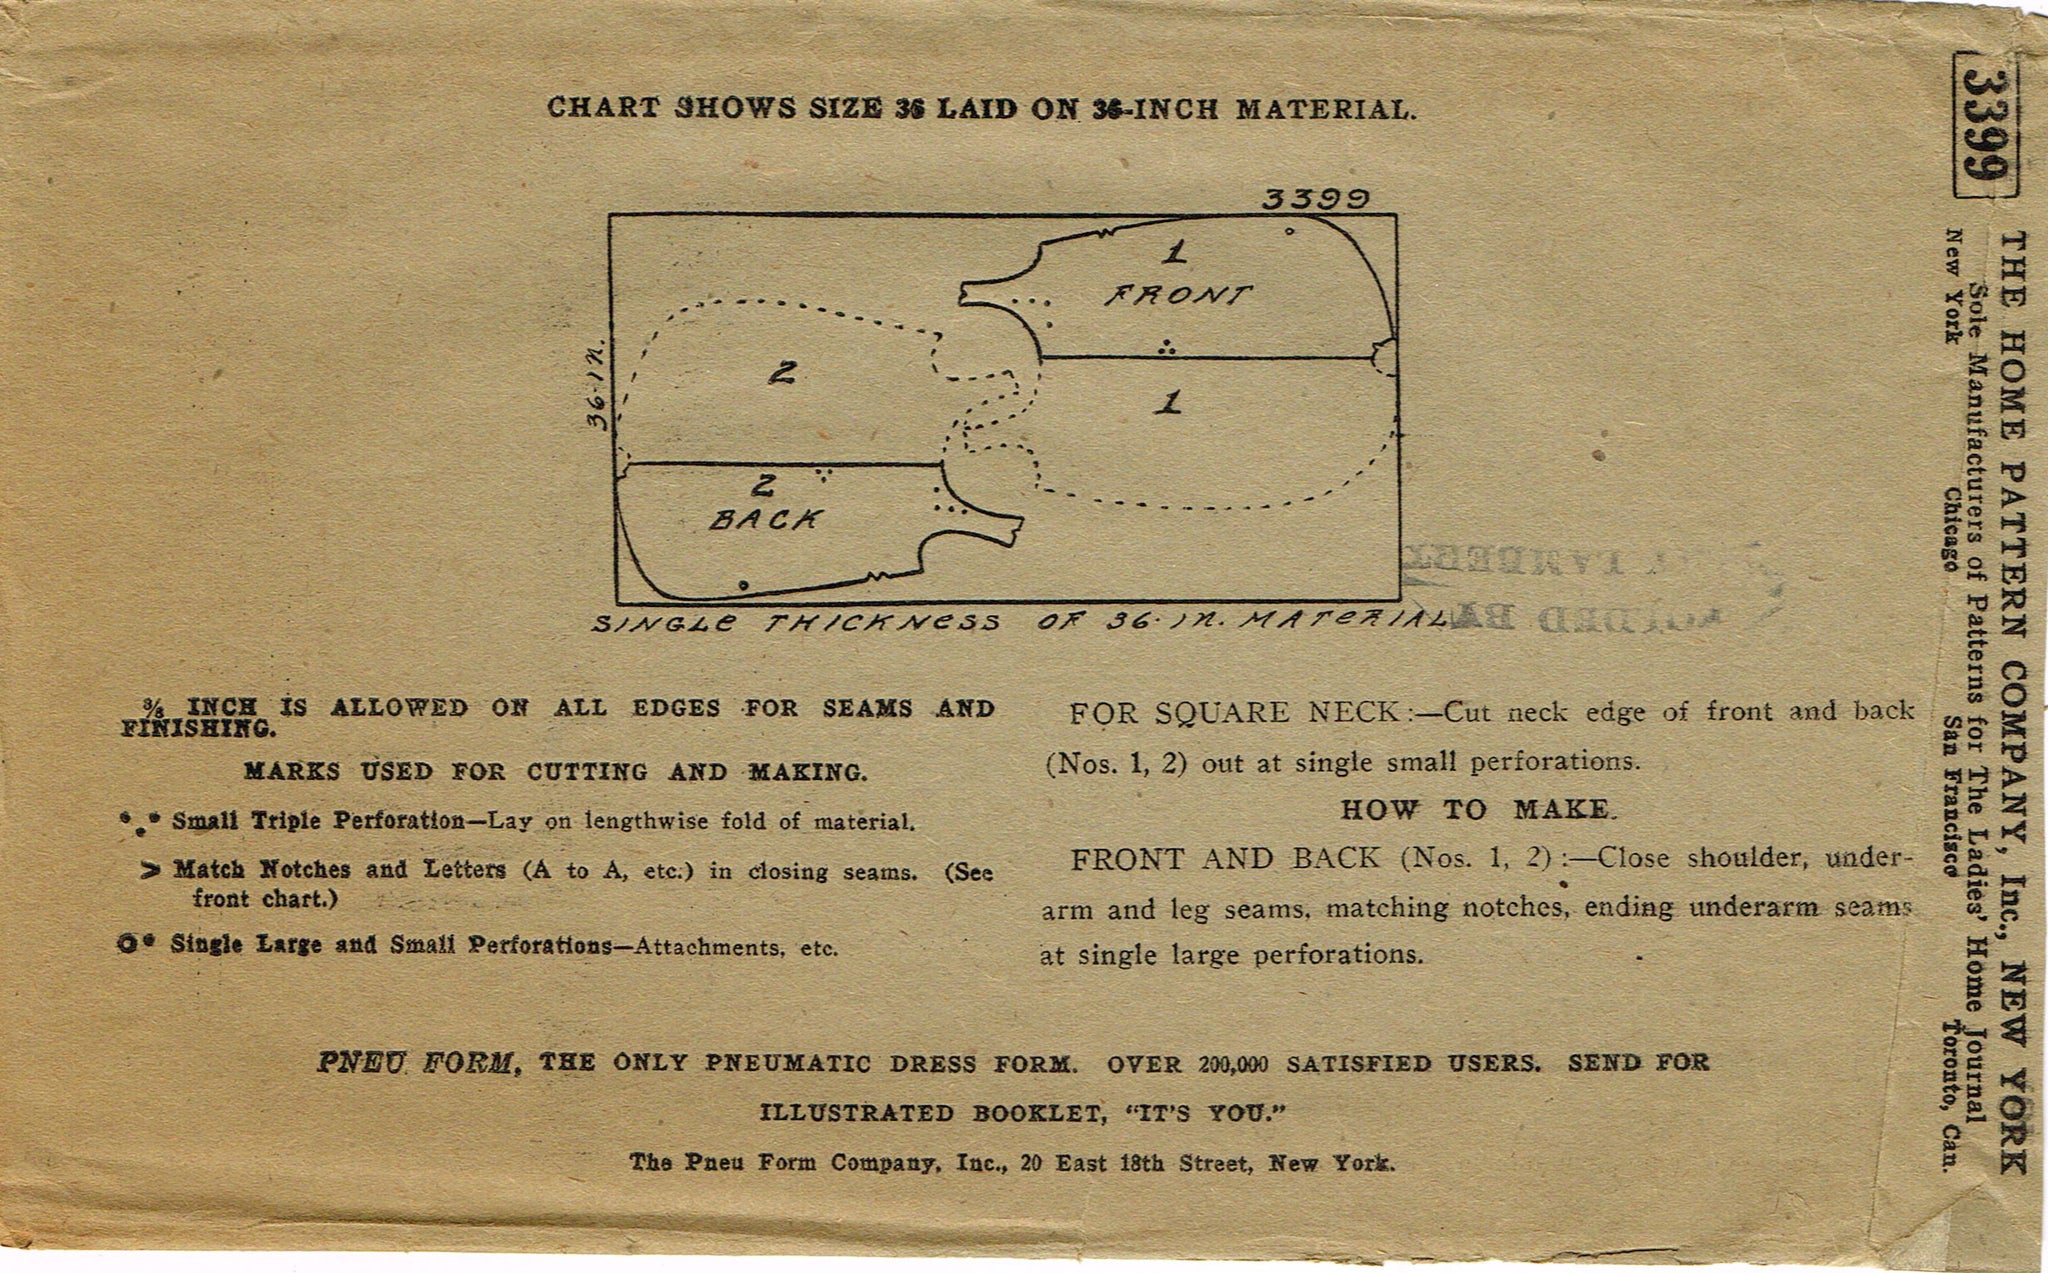 CHART SHOWS SIZE 36 LAID ON 36-INCH MATERIAL.
3399
1
FRONT
36-IN.
2
1
2
BACK
SINGLE THICKNESS OF 36-IN. MATERIAL
⅜ INCH IS ALLOWED ON ALL EDGES FOR SEAMS AND
FINISHING.
MARKS USED FOR CUTTING AND MAKING.
Small Triple Perforation—Lay on lengthwise fold of material.
> Match Notches and Letters (A to A, etc.) in closing seams. (See
front chart.)
Single Large and Small Perforations—Attachments, etc.
FOR SQUARE NECK:—Cut neck edge of front and back
(Nos. 1, 2) out at single small perforations.
HOW TO MAKE.
FRONT AND BACK (Nos. 1, 2):—Close shoulder, under-
arm and leg seams, matching notches, ending underarm seams
at single large perforations.
PNEU FORM, THE ONLY PNEUMATIC DRESS FORM. OVER 200,000 SATISFIED USERS. SEND FOR
ILLUSTRATED BOOKLET, "IT'S YOU."
The Pneu Form Company, Inc., 20 East 18th Street, New York.
3399
THE HOME PATTERN COMPANY, Inc., NEW YORK
Sole Manufacturers of Patterns for The Ladies' Home Journal
New York Chicago San Francisco Toronto, Can.